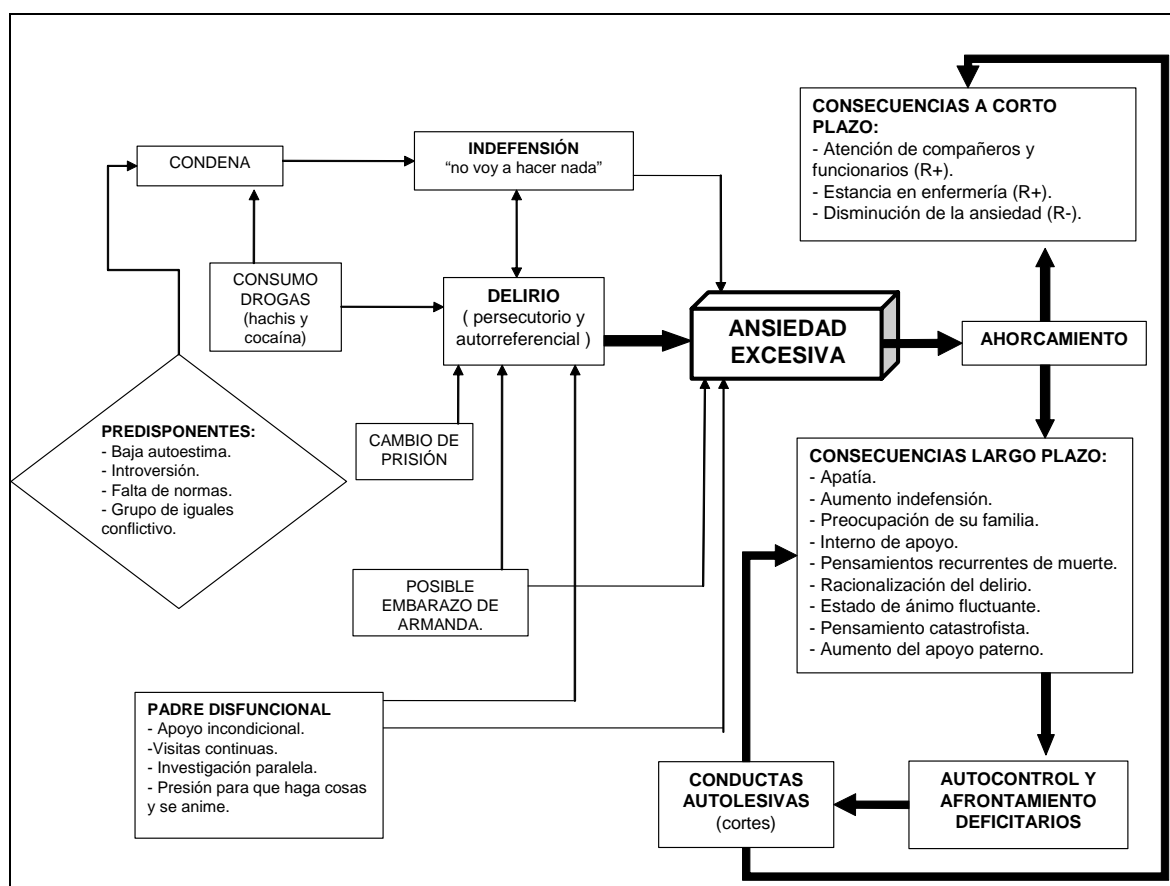 CONDENA
INDEFENSIÓN
“no voy a hacer nada”
CONSECUENCIAS A CORTO
PLAZO:
- Atención de compañeros y
funcionarios (R+).
- Estancia en enfermería (R+).
- Disminución de la ansiedad (R-).
CONSUMO
DROGAS
(hachis y
cocaína)
DELIRIO
( persecutorio y
autorreferencial )
ANSIEDAD
EXCESIVA
AHORCAMIENTO
PREDISPONENTES:
- Baja autoestima.
- Introversión.
- Falta de normas.
- Grupo de iguales
conflictivo.
CAMBIO DE
PRISIÓN
CONSECUENCIAS LARGO PLAZO:
- Apatía.
- Aumento indefensión.
- Preocupación de su familia.
- Interno de apoyo.
- Pensamientos recurrentes de muerte.
- Racionalización del delirio.
- Estado de ánimo fluctuante.
- Pensamiento catastrofista.
- Aumento del apoyo paterno.
POSIBLE
EMBARAZO DE
ARMANDA.
PADRE DISFUNCIONAL
- Apoyo incondicional.
-Visitas continuas.
- Investigación paralela.
- Presión para que haga cosas
y se anime.
CONDUCTAS
AUTOLESIVAS
(cortes)
AUTOCONTROL Y
AFRONTAMIENTO
DEFICITARIOS